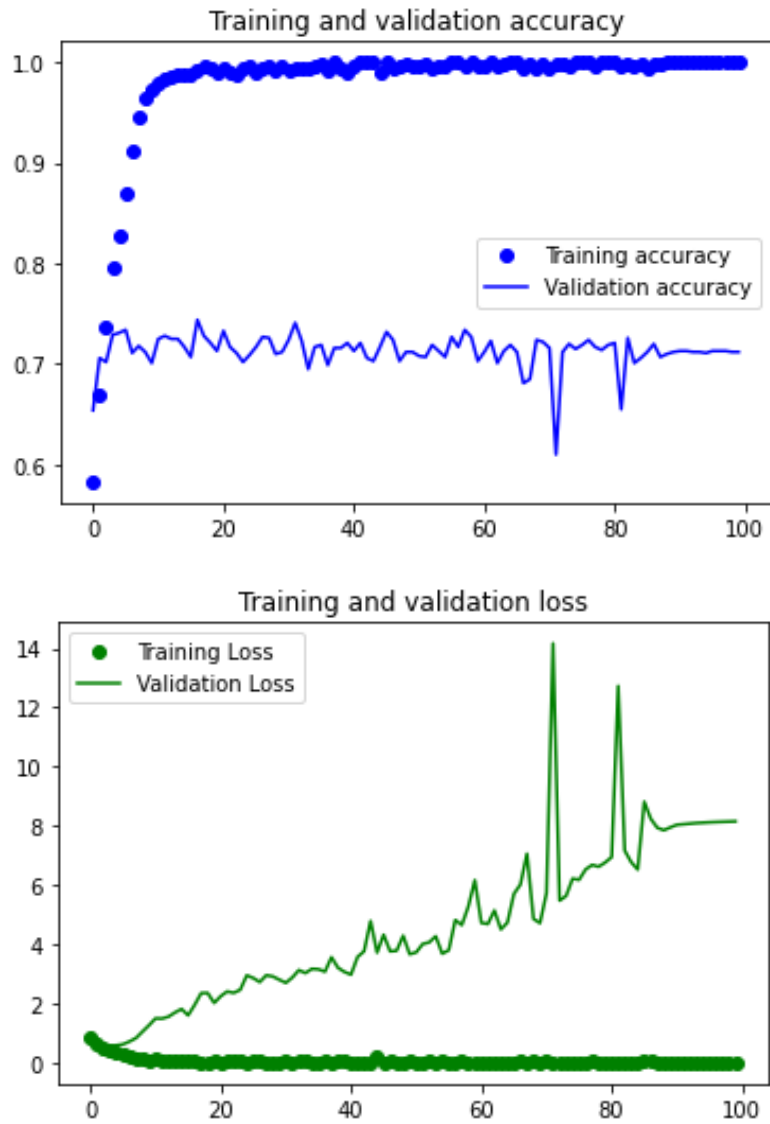 Training and validation accuracy
1.0
0.9
0.8
0.7
0.6
Training accuracy
Validation accuracy
0 20 40 60 80 100
Training and validation loss
14
12
10
8
6
4
2
0
Training Loss
Validation Loss
0 20 40 60 80 100